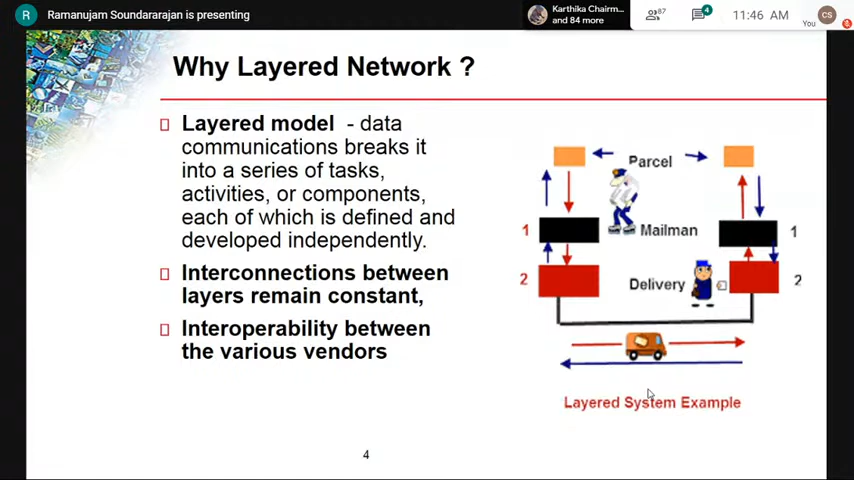 R Ramanujam Soundararajan is presenting
Karthika Chairm...
and 84 more
87
4
11:46 AM
You
CS
Why Layered Network ?
Layered model - data
communications breaks it
into a series of tasks,
activities, or components,
each of which is defined and
developed independently.
Interconnections between
layers remain constant,
Interoperability between
the various vendors
Parcel
1 Mailman 1
2 Delivery 2
Layered System Example
4